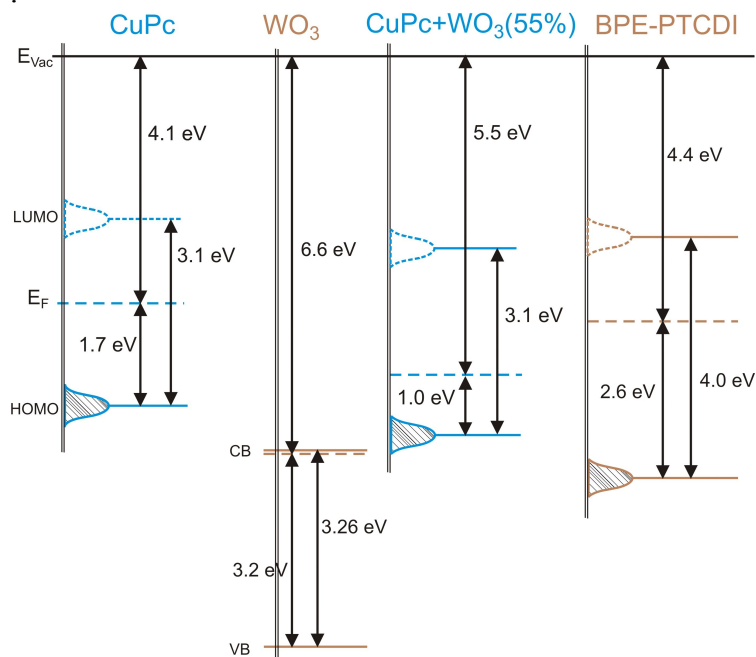 CuPc
WO3
CuPc+WO3(55%)
BPE-PTCDI
EVac
4.1 eV
5.5 eV
4.4 eV
LUMO
3.1 eV
6.6 eV
EF
1.7 eV
3.1 eV
HOMO
1.0 eV
2.6 eV
4.0 eV
CB
3.26 eV
3.2 eV
VB